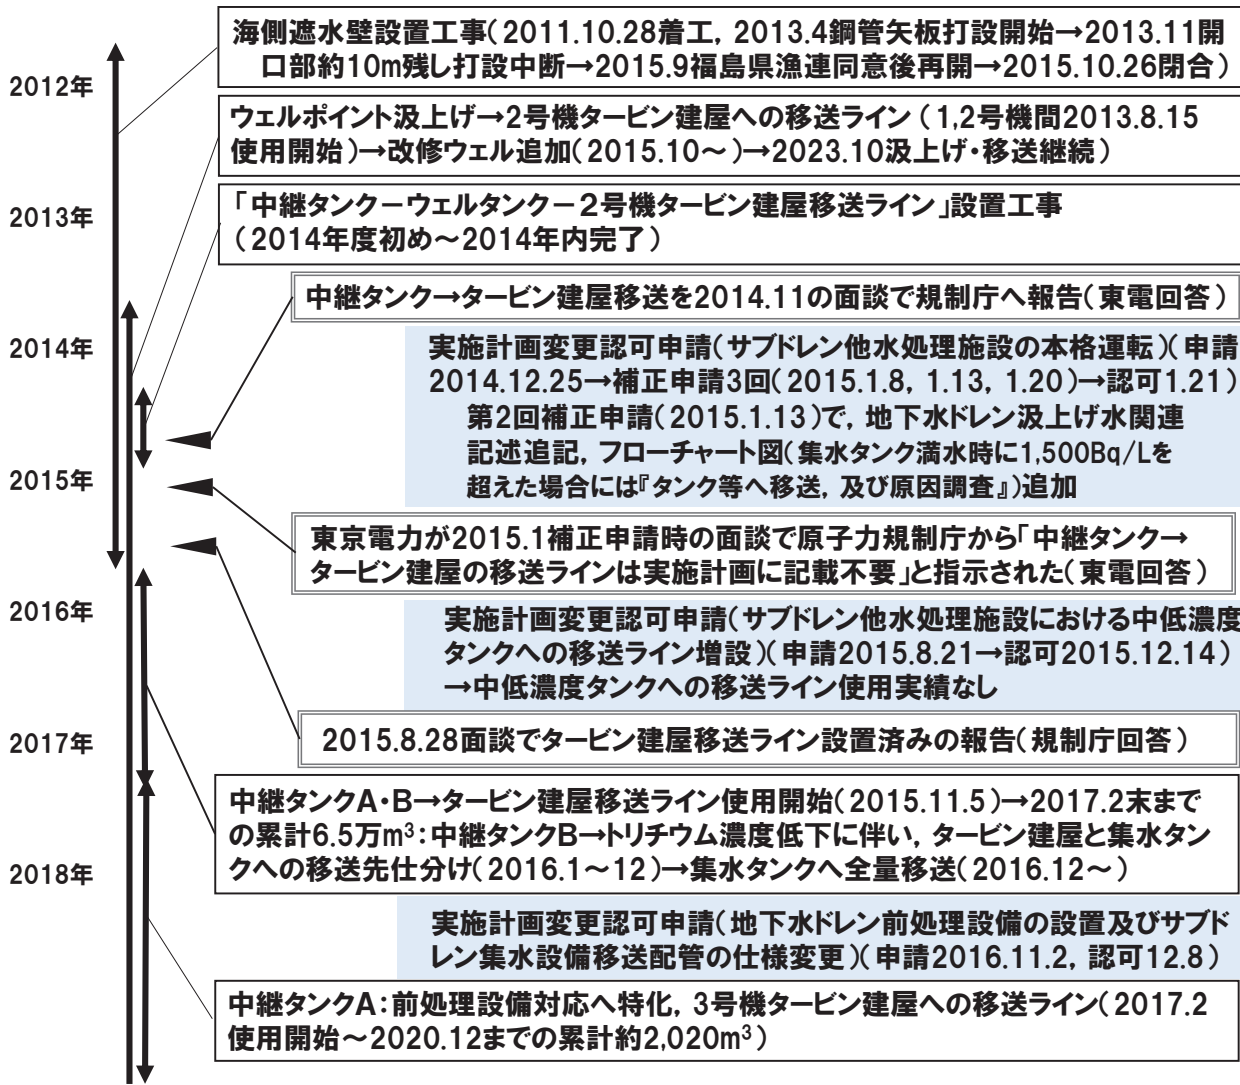 海側遮水壁設置工事(2011.10.28着工, 2013.4鋼管矢板打設開始→2013.11開
口部約10m残し打設中断→2015.9福島県漁連同意後再開→2015.10.26閉合)
2012年
ウェルポイント汲上げ→2号機タービン建屋への移送ライン(1,2号機間2013.8.15
使用開始)→改修ウェル追加(2015.10～)→2023.10汲上げ・移送継続)
2013年
「中継タンクーウェルタンクー2号機タービン建屋移送ライン」設置工事
(2014年度初め～2014年内完了)
中継タンク→タービン建屋移送を2014.11の面談で規制庁へ報告(東電回答)
2014年
実施計画変更認可申請(サブドレン他水処理施設の本格運転)(申請
2014.12.25→補正申請3回(2015.1.8, 1.13, 1.20)→認可1.21)
第2回補正申請(2015.1.13)で, 地下水ドレン汲上げ水関連
記述追記, フローチャート図(集水タンク満水時に1,500Bq/Lを
超えた場合には『タンク等へ移送, 及び原因調査』)追加
2015年
東京電力が2015.1補正申請時の面談で原子力規制庁から「中継タンク→
タービン建屋の移送ラインは実施計画に記載不要」と指示された(東電回答)
2016年
実施計画変更認可申請(サブドレン他水処理施設における中低濃度
タンクへの移送ライン増設)(申請2015.8.21→認可2015.12.14)
→中低濃度タンクへの移送ライン使用実績なし
2017年
2015.8.28面談でタービン建屋移送ライン設置済みの報告(規制庁回答)
中継タンクA・B→タービン建屋移送ライン使用開始(2015.11.5)→2017.2末まで
の累計6.5万m³:中継タンクB→トリチウム濃度低下に伴い, タービン建屋と集水タン
クへの移送先仕分け(2016.1～12)→集水タンクへ全量移送(2016.12～)
2018年
実施計画変更認可申請(地下水ドレン前処理設備の設置及びサブド
レン集水設備移送配管の仕様変更)(申請2016.11.2, 認可12.8)
中継タンクA:前処理設備対応へ特化, 3号機タービン建屋への移送ライン(2017.2
使用開始～2020.12までの累計約2,020m³)